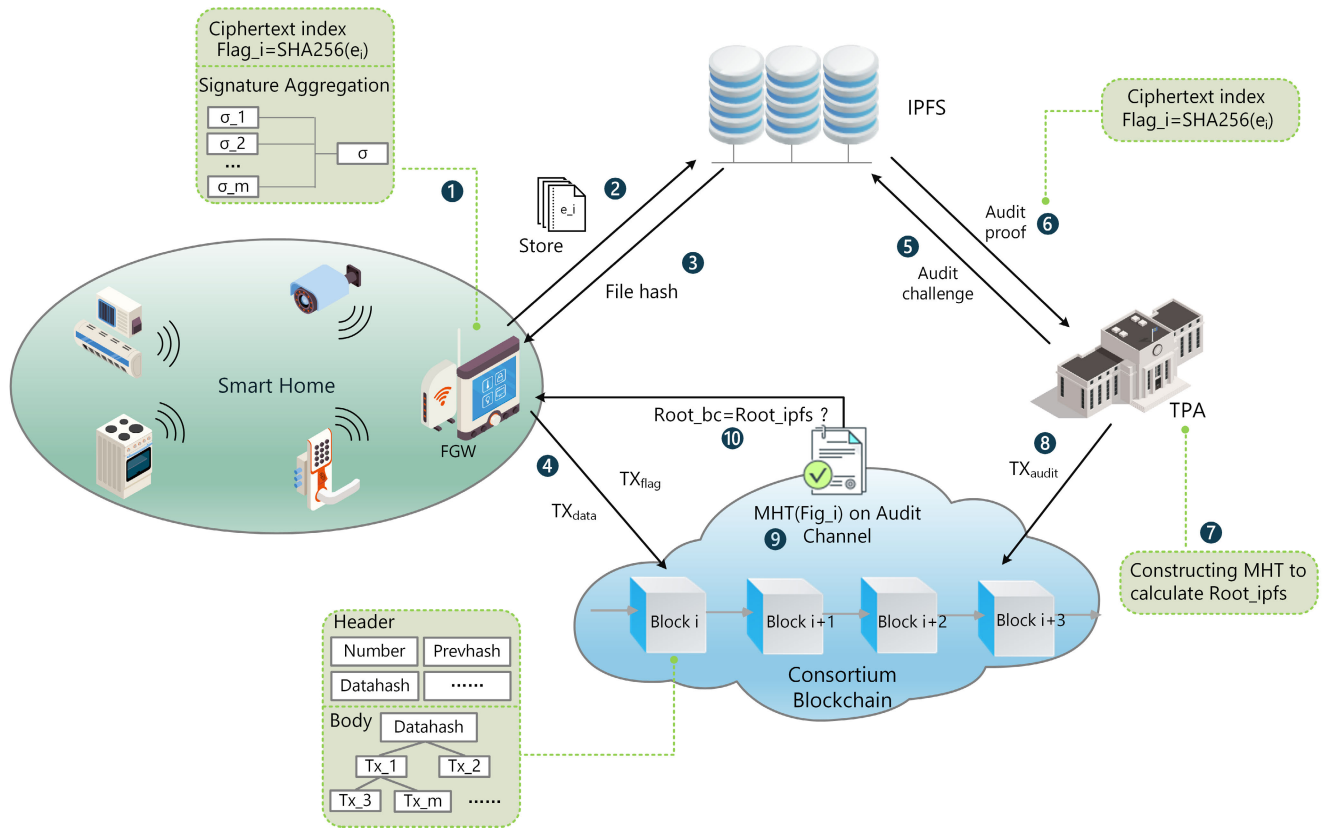 Ciphertext index
Flag_i=SHA256(eᵢ)
Signature Aggregation
σ_1
σ_2
...
σ_m
σ
1
2
e_i
Store
3
File hash
IPFS
Ciphertext index
Flag_i=SHA256(eᵢ)
Audit
proof
6
5
Audit
challenge
Smart Home
FGW
TPA
Root_bc=Root_ipfs ?
10
8
TX_audit
4
TX_flag
TX_data
MHT(Fig_i) on Audit
Channel
9
7
Constructing MHT to
calculate Root_ipfs
Block i
Block i+1
Block i+2
Block i+3
Consortium
Blockchain
Header
Number
Prevhash
Datahash
······
Body
Datahash
Tx_1
Tx_2
Tx_3
Tx_m
······